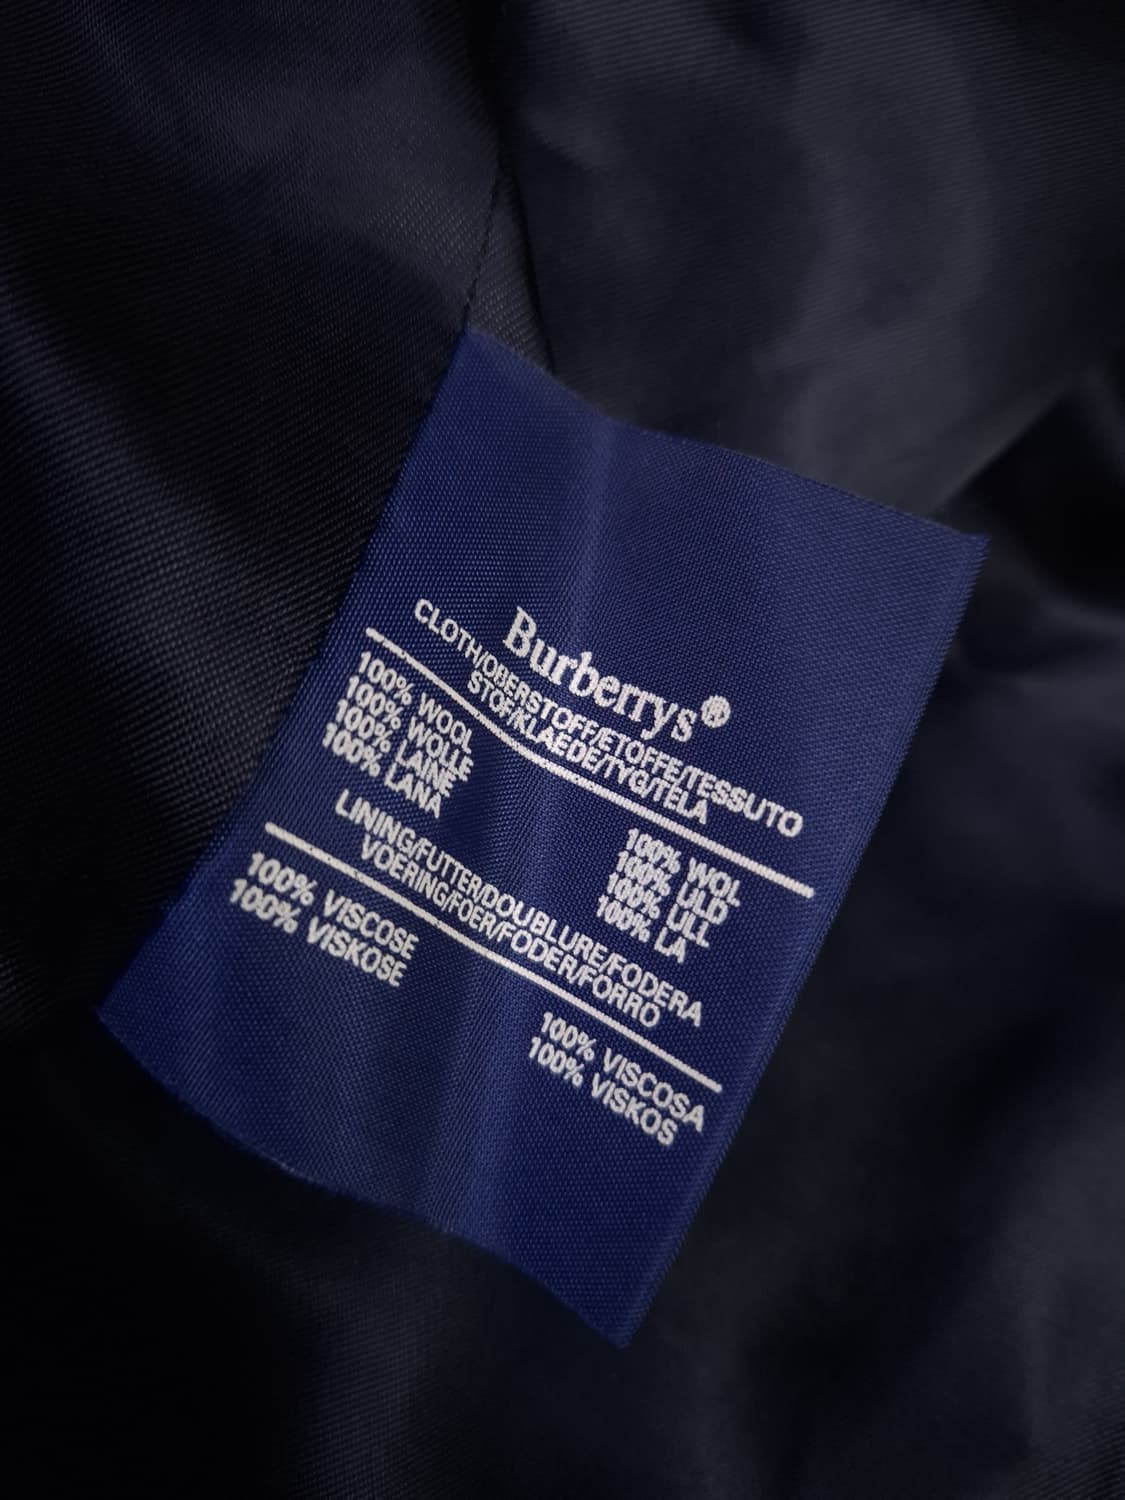 Burberrys®
CLOTH/OBERSTOFF/ETOFFE/TESSUTO
STOF/KLAEDE/TYG/TELA
100% WOOL
100% WOLLE
100% LAINE
100% LANA
100% WOL
100% ULD
100% ULL
100% LA
LINING/FUTTER/DOUBLURE/FODERA
VOERING/FOER/FODER/FORRO
100% VISCOSE
100% VISKOSE
100% VISCOSA
100% VISKOS